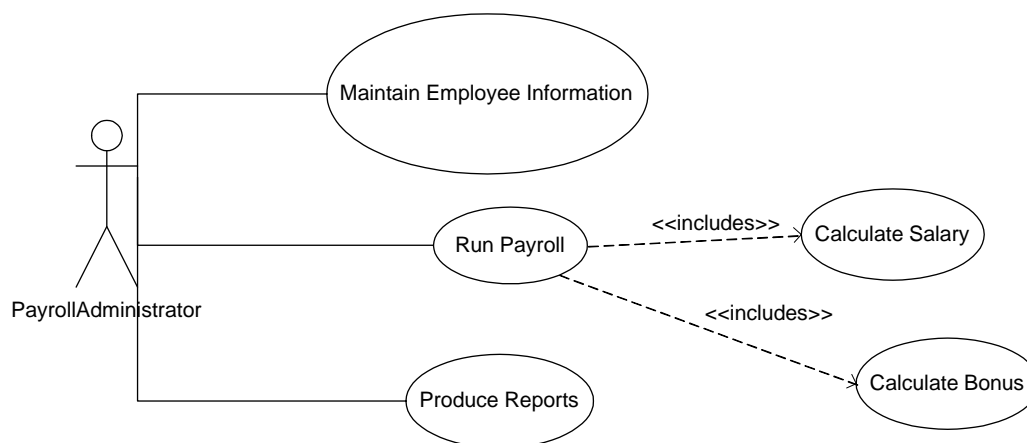 Maintain Employee Information
<<includes>>
Calculate Salary
Run Payroll
PayrollAdministrator
<<includes>>
Calculate Bonus
Produce Reports